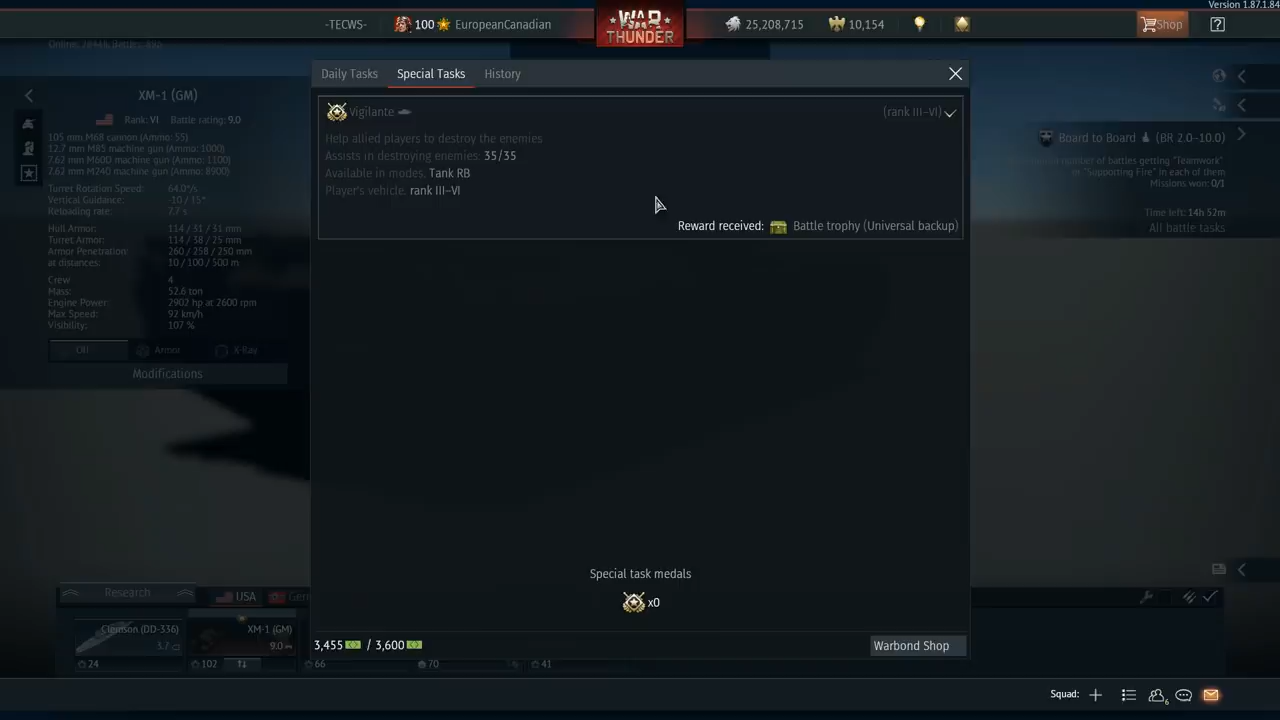 Version 1.87.1.84
-TECWS-
100
EuropeanCanadian
WAR THUNDER
25,208,715
10,154
Shop
Daily Tasks
Special Tasks
History
Vigilante
(rank III–VI)
Help allied players to destroy the enemies
Assists in destroying enemies: 35/35
Available in modes. Tank RB
Player's vehicle. rank III–VI
Reward received:
Battle trophy (Universal backup)
Special task medals
x0
3,455 / 3,600
Warbond Shop
XM-1 (GM)
Rank: VI Battle rating: 9.0
105 mm M68 cannon (Ammo: 55)
12.7 mm M85 machine gun (Ammo: 1000)
7.62 mm M60D machine gun (Ammo: 1100)
7.62 mm M240 machine gun (Ammo: 8900)
Turret Rotation Speed: 64.0°/s
Vertical Guidance: -10 / 15°
Reloading rate: 7.7 s
Hull Armor: 114 / 31 / 31 mm
Turret Armor: 114 / 38 / 25 mm
Armor Penetration: 260 / 258 / 250 mm
at distances: 10 / 100 / 500 m
Crew 4
Mass: 52.6 ton
Engine Power: 2902 hp at 2600 rpm
Max Speed: 92 km/h
Visibility: 107 %
Off
Armor
X-Ray
Modifications
Board to Board (BR 2.0–10.0)
number of battles getting "Teamwork"
in "Supporting Fire" in each of them
Missions won: 0/1
Time left: 14h 52m
All battle tasks
Research
USA
Clemson (DD-336)
3.7
XM-1 (GM)
9.0
24
102
66
70
41
Squad:
6